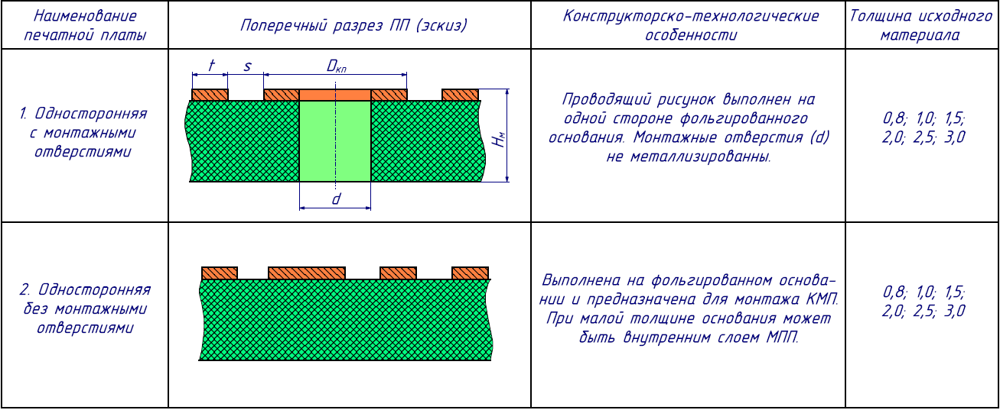 Наименование
печатной платы
Поперечный разрез ПП (эскиз)
Конструкторско-технологические
особенности
Толщина исходного
материала
1. Односторонняя
с монтажными
отверстиями
t
s
Dкп
Hм
d
Проводящий рисунок выполнен на
одной стороне фольгированного
основания. Монтажные отверстия (d)
не металлизированны.
0,8; 1,0; 1,5;
2,0; 2,5; 3,0
2. Односторонняя
без монтажными
отверстиями
Выполнена на фольгированном основа-
нии и предназначена для монтажа КМП.
При малой толщине основания может
быть внутренним слоем МПП.
0,8; 1,0; 1,5;
2,0; 2,5; 3,0